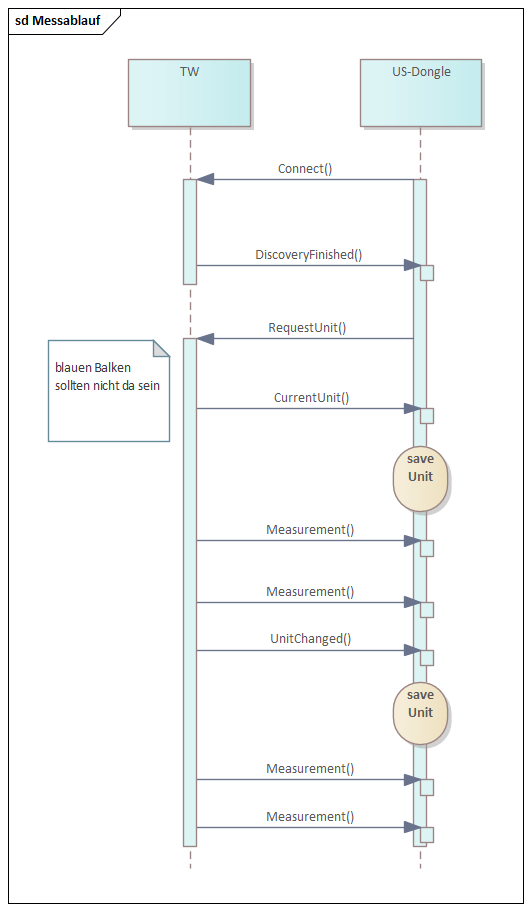 sd Messablauf
TW
US-Dongle
Connect()
DiscoveryFinished()
RequestUnit()
blauen Balken
sollten nicht da sein
CurrentUnit()
save
Unit
Measurement()
Measurement()
UnitChanged()
save
Unit
Measurement()
Measurement()